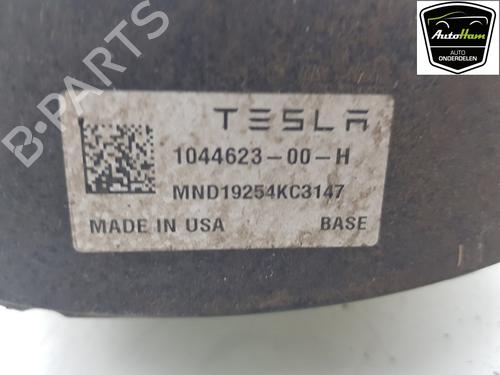 AutoHam
AUTO
ONDERDELEN
B-PARTS
TESLA
1044623-00-H
MND19254KC3147
MADE IN USA BASE